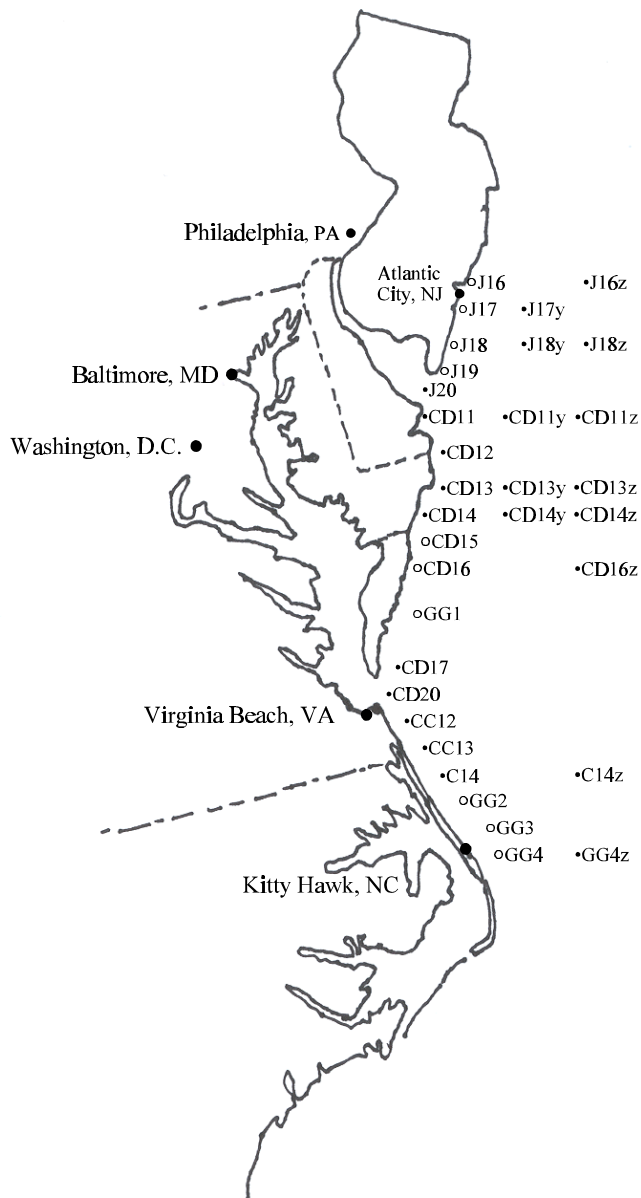 Philadelphia, PA
Atlantic
City, NJ
J16 J16z
J17 J17y
J18 J18y J18z
J19
Baltimore, MD
J20
CD11 CD11y CD11z
Washington, D.C.
CD12
CD13 CD13y CD13z
CD14 CD14y CD14z
CD15
CD16 CD16z
GG1
CD17
CD20
Virginia Beach, VA
CC12
CC13
C14 C14z
GG2
GG3
GG4 GG4z
Kitty Hawk, NC